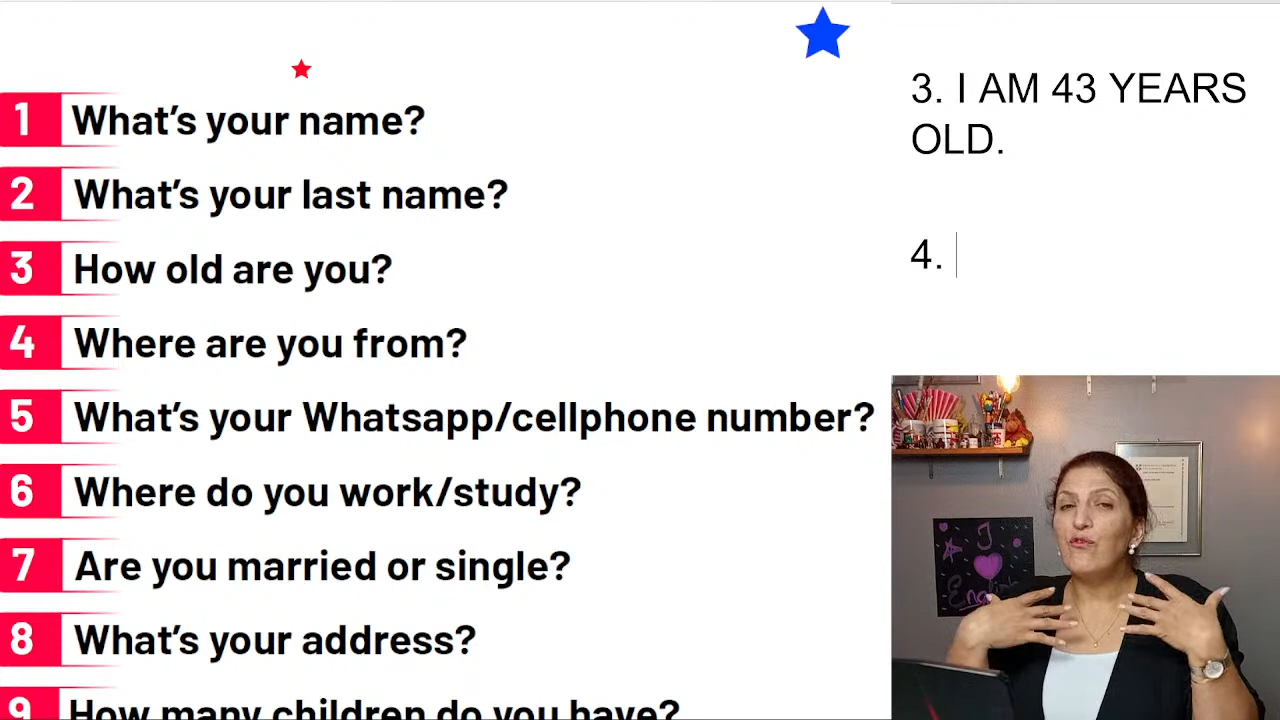 1 What's your name?
2 What's your last name?
3 How old are you?
4 Where are you from?
5 What's your Whatsapp/cellphone number?
6 Where do you work/study?
7 Are you married or single?
8 What's your address?
9 How many children do you have?
3. I AM 43 YEARS
OLD.
4.
I
English